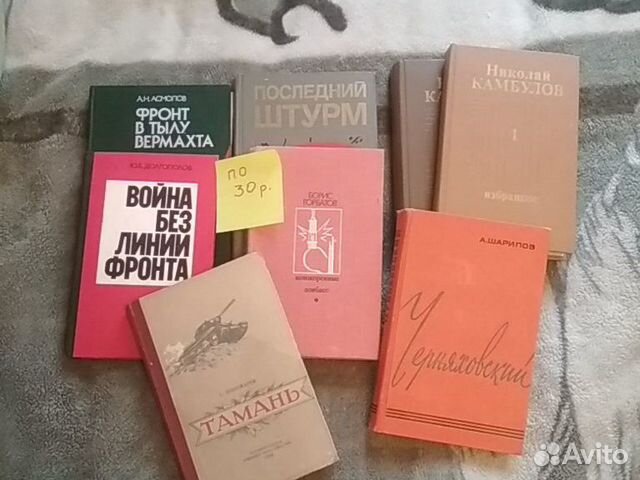 А.Н. АСМОЛОВ
ФРОНТ
В ТЫЛУ
ВЕРМАХТА
ПОСЛЕДНИЙ
ШТУРМ
Николай
КАМБУЛОВ
1
избранное
Ю.Б. ДОЛГОПОЛОВ
ВОЙНА
БЕЗ
ЛИНИИ
ФРОНТА
ПО
30 р.
БОРИС
ГОРБАТОВ
непокоренные
донбасс
А. ШАРИПОВ
Черняховский
ТАМАНЬ
Avito